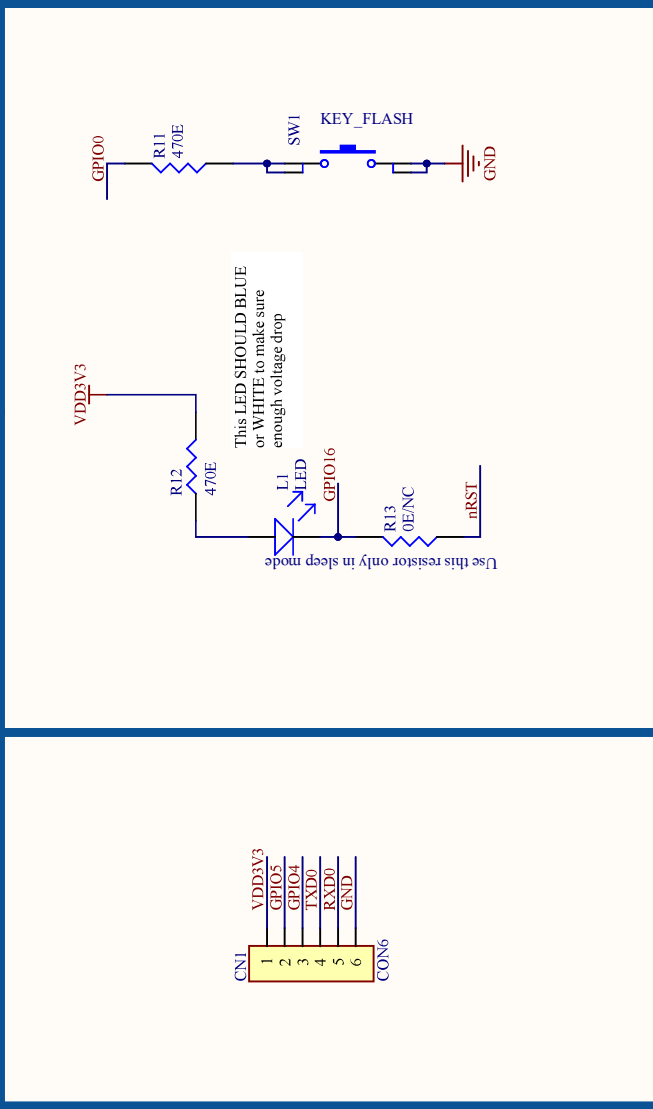 KEY_FLASH
SW1
R11
470E
GPIO0
GND
This LED SHOULD BLUE
or WHITE to make sure
enough voltage drop
VDD3V3
R12
470E
L1
LED
GPIO16
R13
0E/NC
nRST
Use this resistor only in sleep mode
VDD3V3
GPIO5
GPIO4
TXD0
RXD0
GND
CN1
1
2
3
4
5
6
CON6